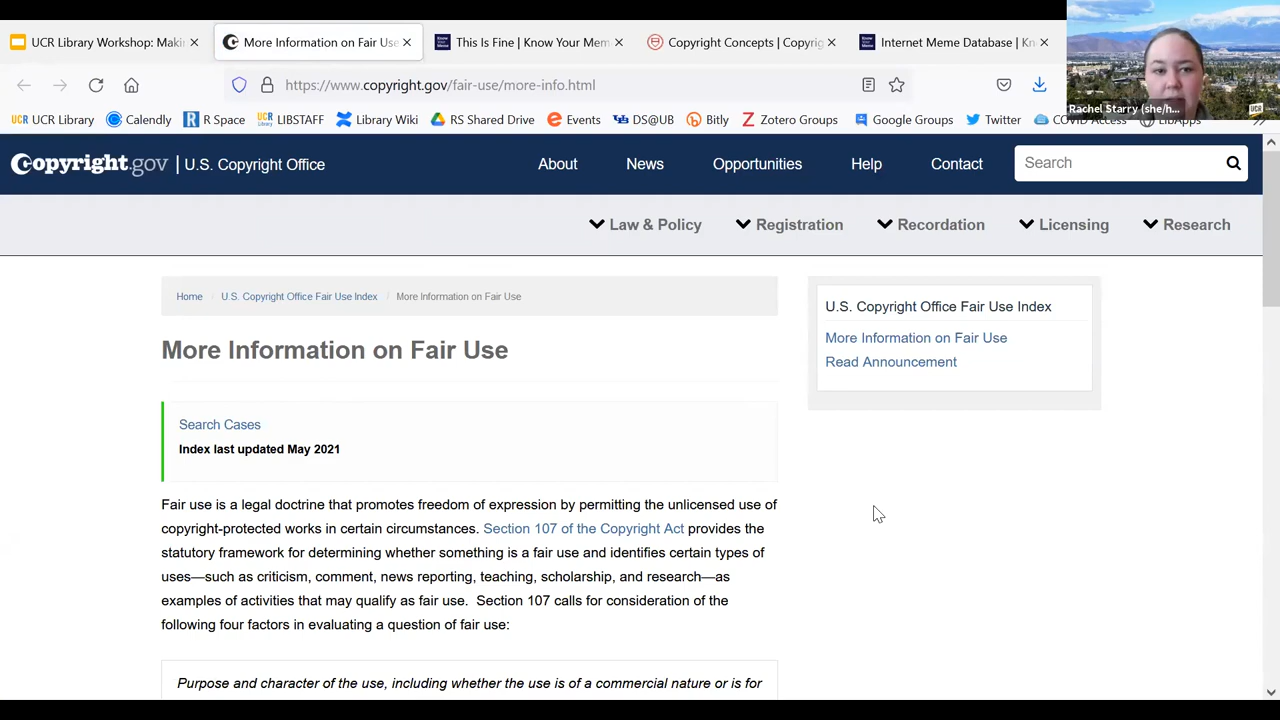 UCR Library Workshop: Maki
More Information on Fair Use
This Is Fine | Know Your Mem
Copyright Concepts | Copyrig
Internet Meme Database | Kn
https://www.copyright.gov/fair-use/more-info.html
UCR UCR Library Calendly R R Space UCR Library LIBSTAFF Library Wiki RS Shared Drive Events UB DS@UB Bitly Z Zotero Groups Google Groups Twitter COVID Access LibApps
Rachel Starry (she/h...
UCR
Copyright.gov | U.S. Copyright Office
About News Opportunities Help Contact Search
Law & Policy Registration Recordation Licensing Research
Home / U.S. Copyright Office Fair Use Index / More Information on Fair Use
More Information on Fair Use
Search Cases
Index last updated May 2021
Fair use is a legal doctrine that promotes freedom of expression by permitting the unlicensed use of
copyright-protected works in certain circumstances. Section 107 of the Copyright Act provides the
statutory framework for determining whether something is a fair use and identifies certain types of
uses—such as criticism, comment, news reporting, teaching, scholarship, and research—as
examples of activities that may qualify as fair use. Section 107 calls for consideration of the
following four factors in evaluating a question of fair use:
Purpose and character of the use, including whether the use is of a commercial nature or is for
U.S. Copyright Office Fair Use Index
More Information on Fair Use
Read Announcement